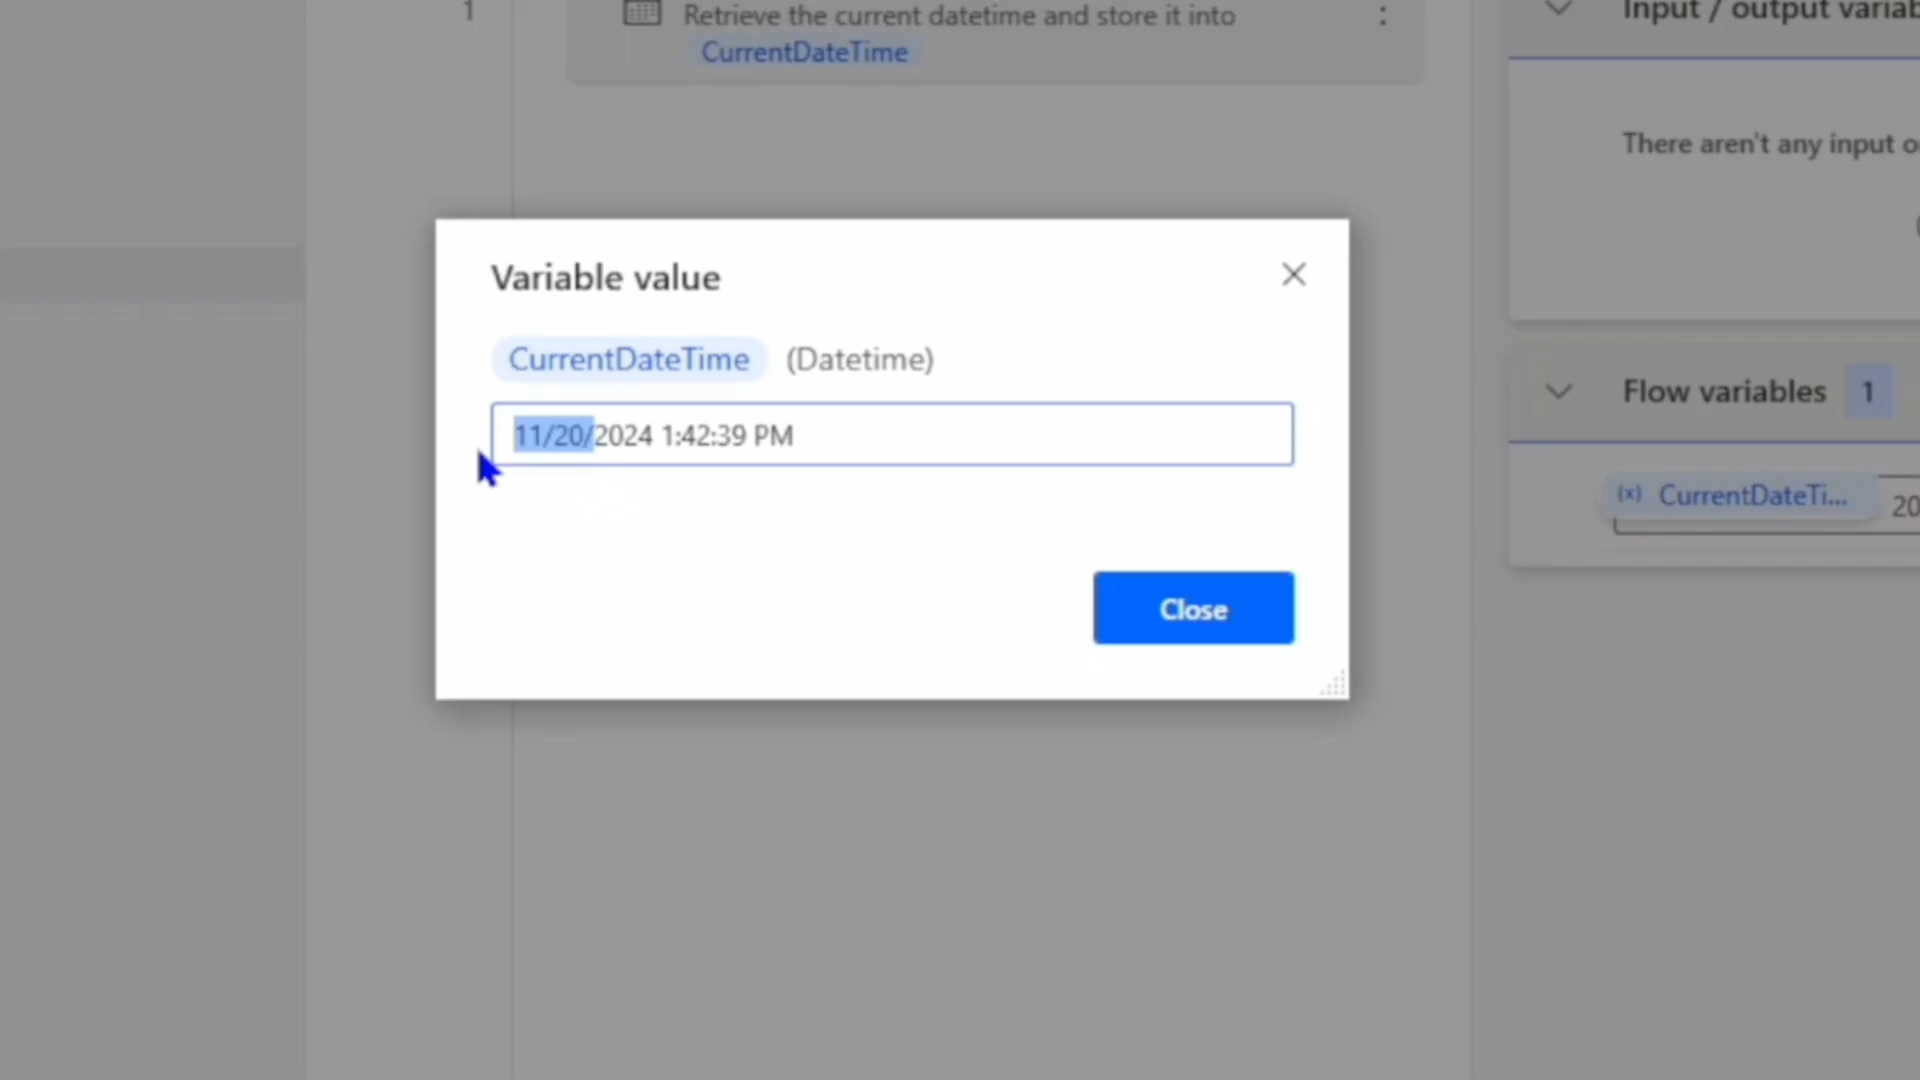 1
Retrieve the current datetime and store it into
CurrentDateTime
Input / output
There aren't any input
Variable value
CurrentDateTime (Datetime)
11/20/2024 1:42:39 PM
Close
Flow variables 1
(x) CurrentDateTi... 20